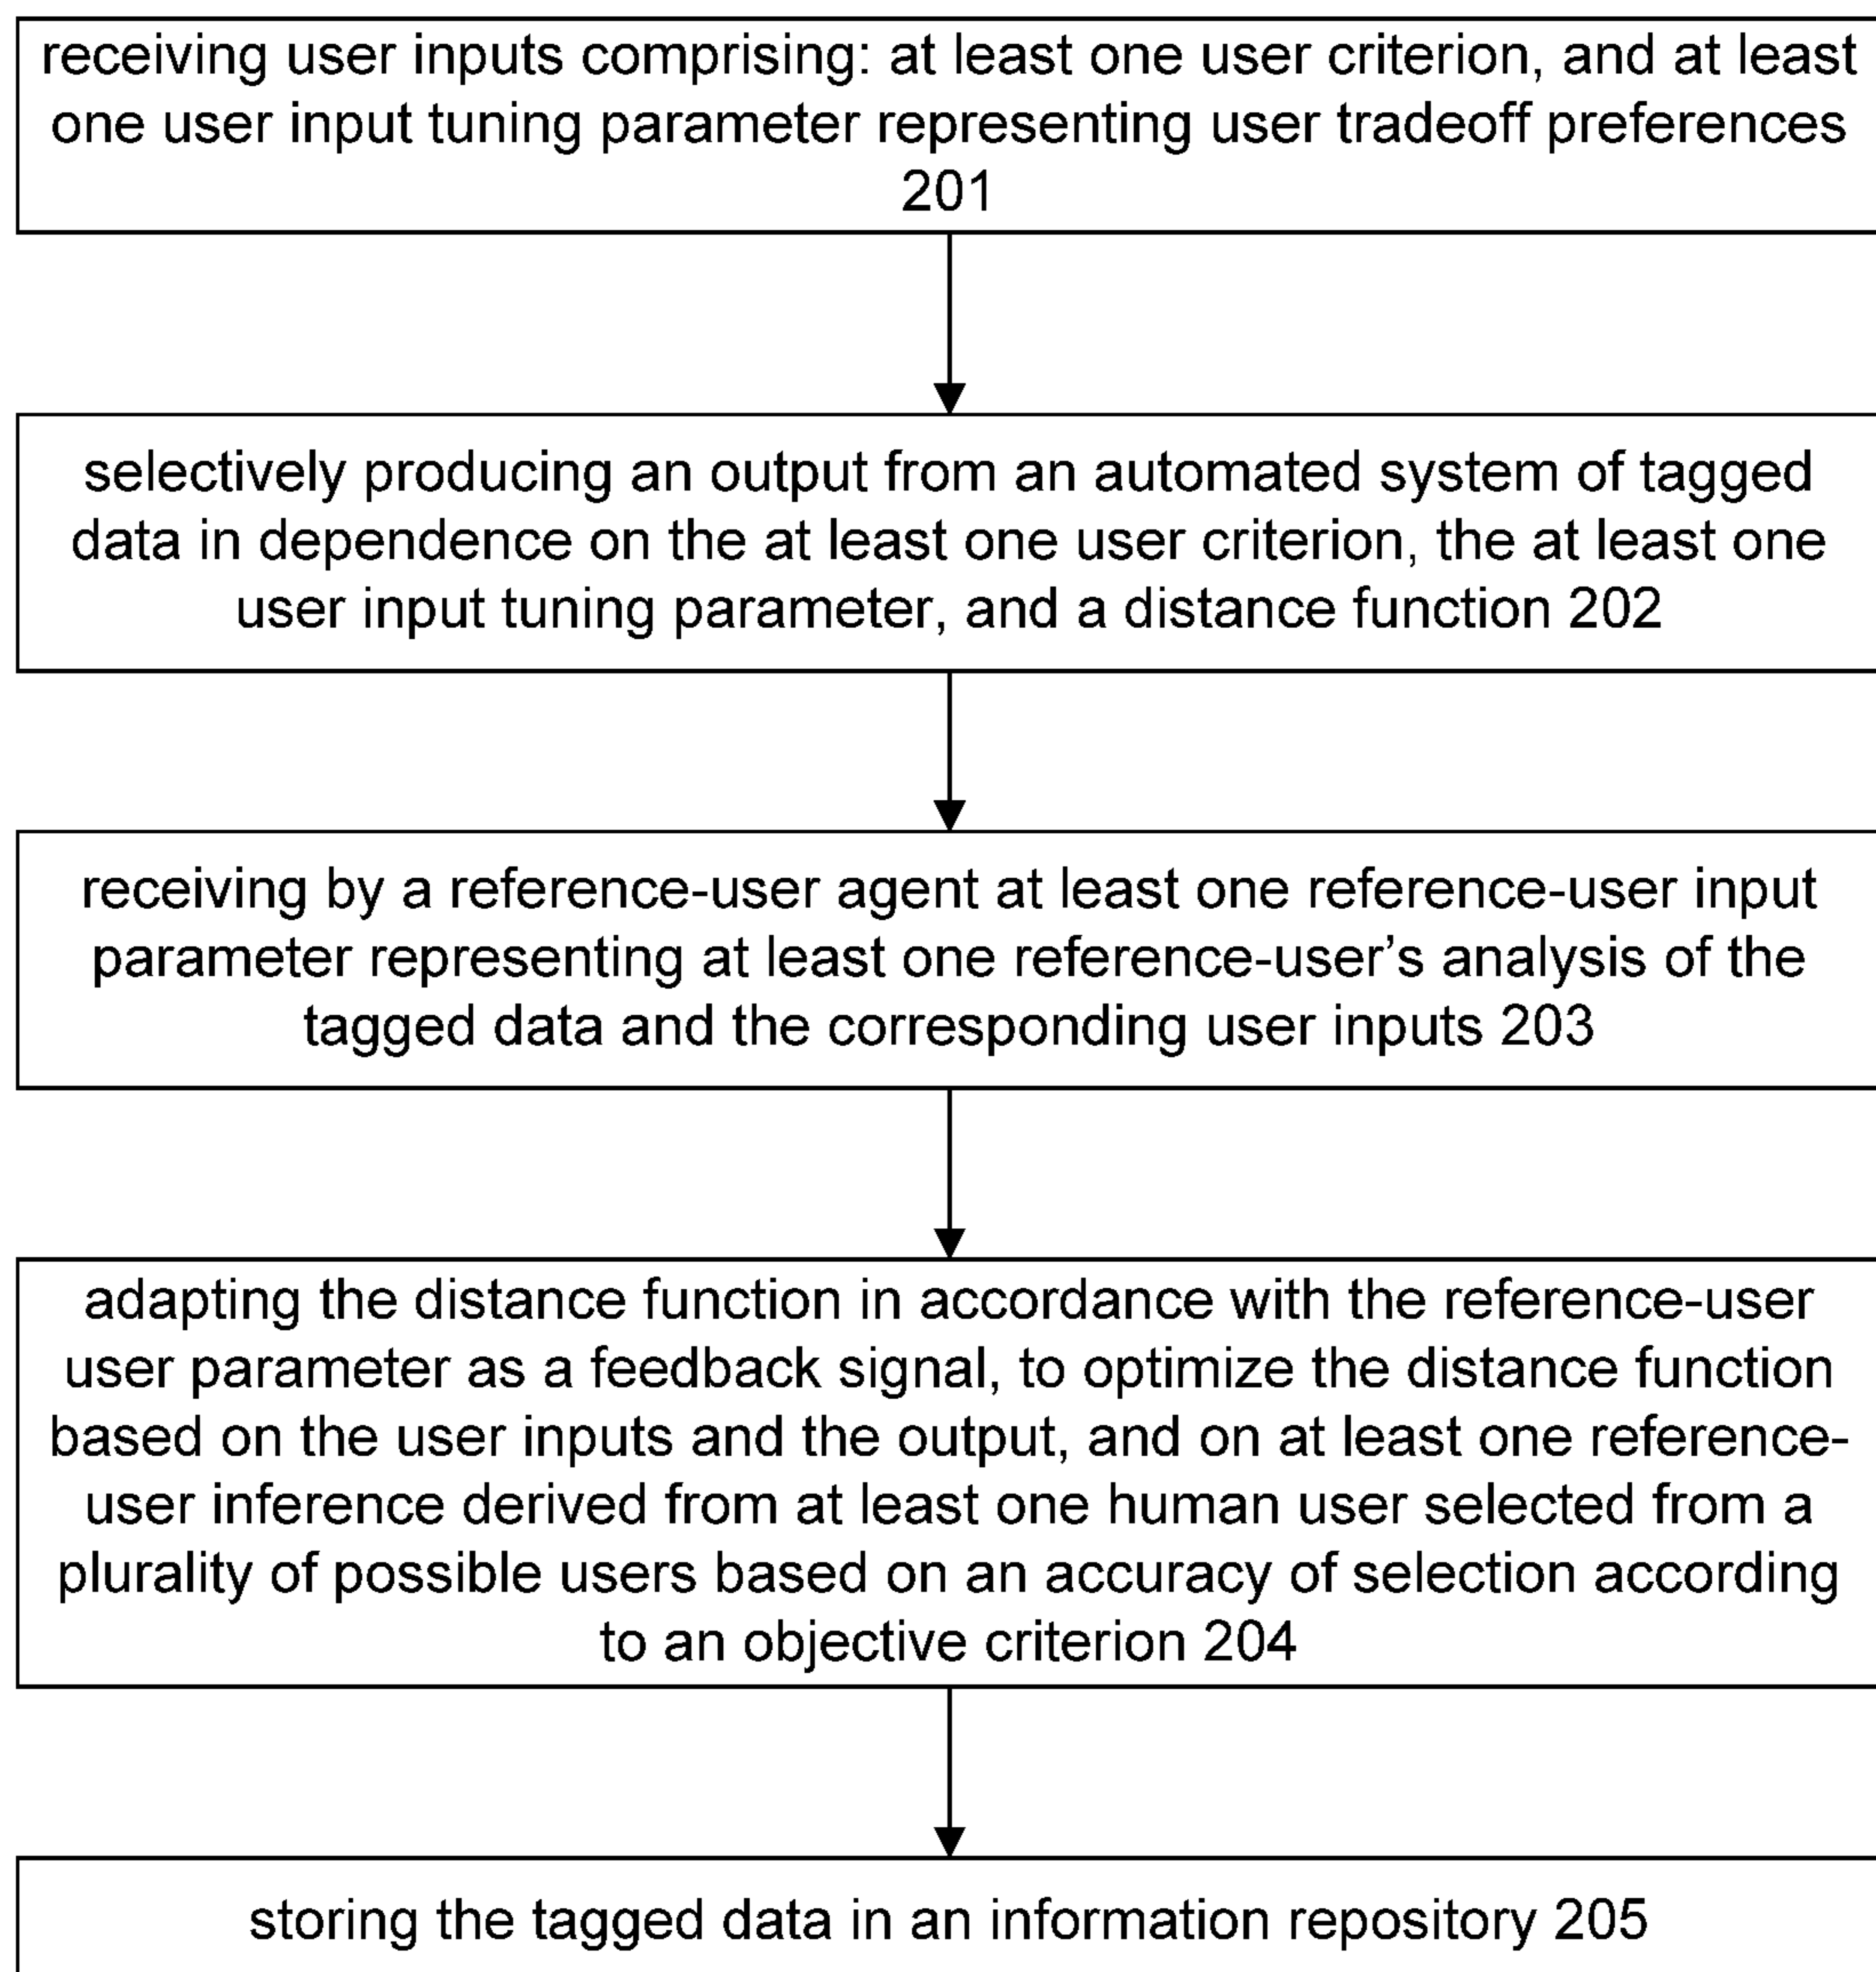 receiving user inputs comprising: at least one user criterion, and at least
one user input tuning parameter representing user tradeoff preferences
201
selectively producing an output from an automated system of tagged
data in dependence on the at least one user criterion, the at least one
user input tuning parameter, and a distance function 202
receiving by a reference-user agent at least one reference-user input
parameter representing at least one reference-user’s analysis of the
tagged data and the corresponding user inputs 203
adapting the distance function in accordance with the reference-user
user parameter as a feedback signal, to optimize the distance function
based on the user inputs and the output, and on at least one reference-
user inference derived from at least one human user selected from a
plurality of possible users based on an accuracy of selection according
to an objective criterion 204
storing the tagged data in an information repository 205